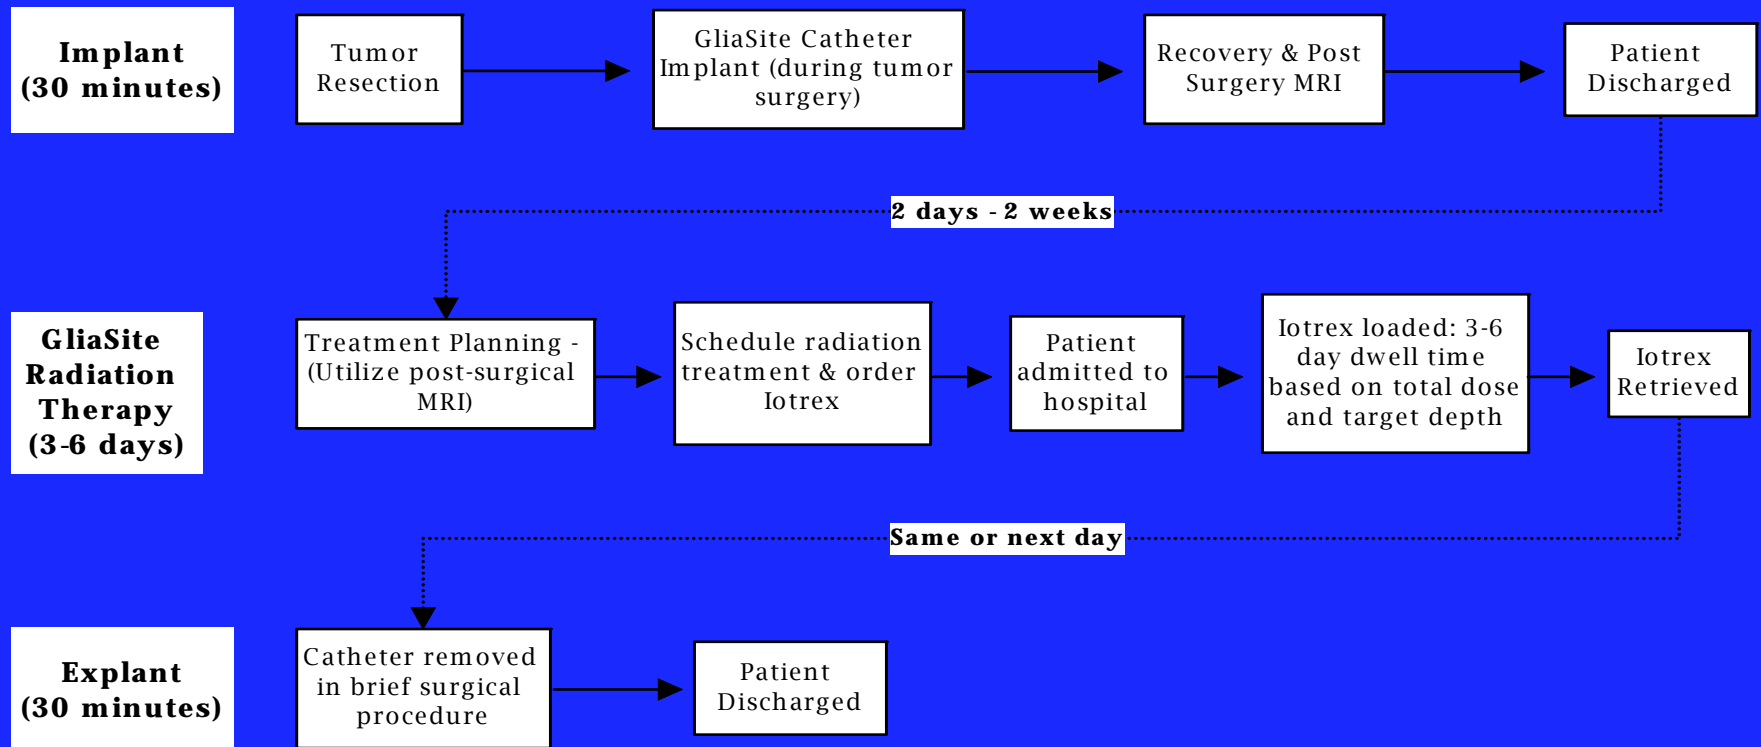 Implant
(30 minutes)
Tumor
Resection
GliaSite Catheter
Implant (during tumor
surgery)
Recovery & Post
Surgery MRI
Patient
Discharged
2 days - 2 weeks
GliaSite
Radiation
Therapy
(3-6 days)
Treatment Planning -
(Utilize post-surgical
MRI)
Schedule radiation
treatment & order
Iotrex
Patient
admitted to
hospital
Iotrex loaded: 3-6
day dwell time
based on total dose
and target depth
Iotrex
Retrieved
Same or next day
Explant
(30 minutes)
Catheter removed
in brief surgical
procedure
Patient
Discharged